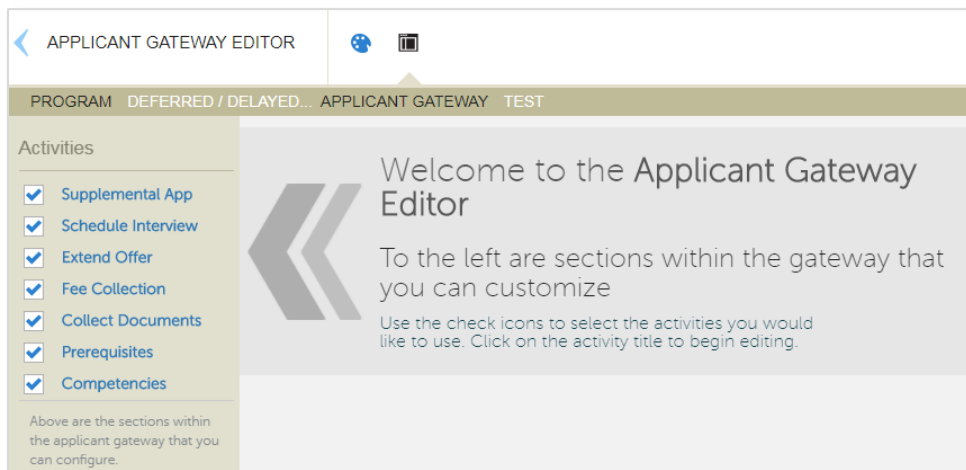 APPLICANT GATEWAY EDITOR
PROGRAM DEFERRED / DELAYED... APPLICANT GATEWAY TEST
Activities
Supplemental App
Schedule Interview
Extend Offer
Fee Collection
Collect Documents
Prerequisites
Competencies
Above are the sections within
the applicant gateway that you
can configure.
Welcome to the Applicant Gateway
Editor
To the left are sections within the gateway that
you can customize
Use the check icons to select the activities you would
like to use. Click on the activity title to begin editing.